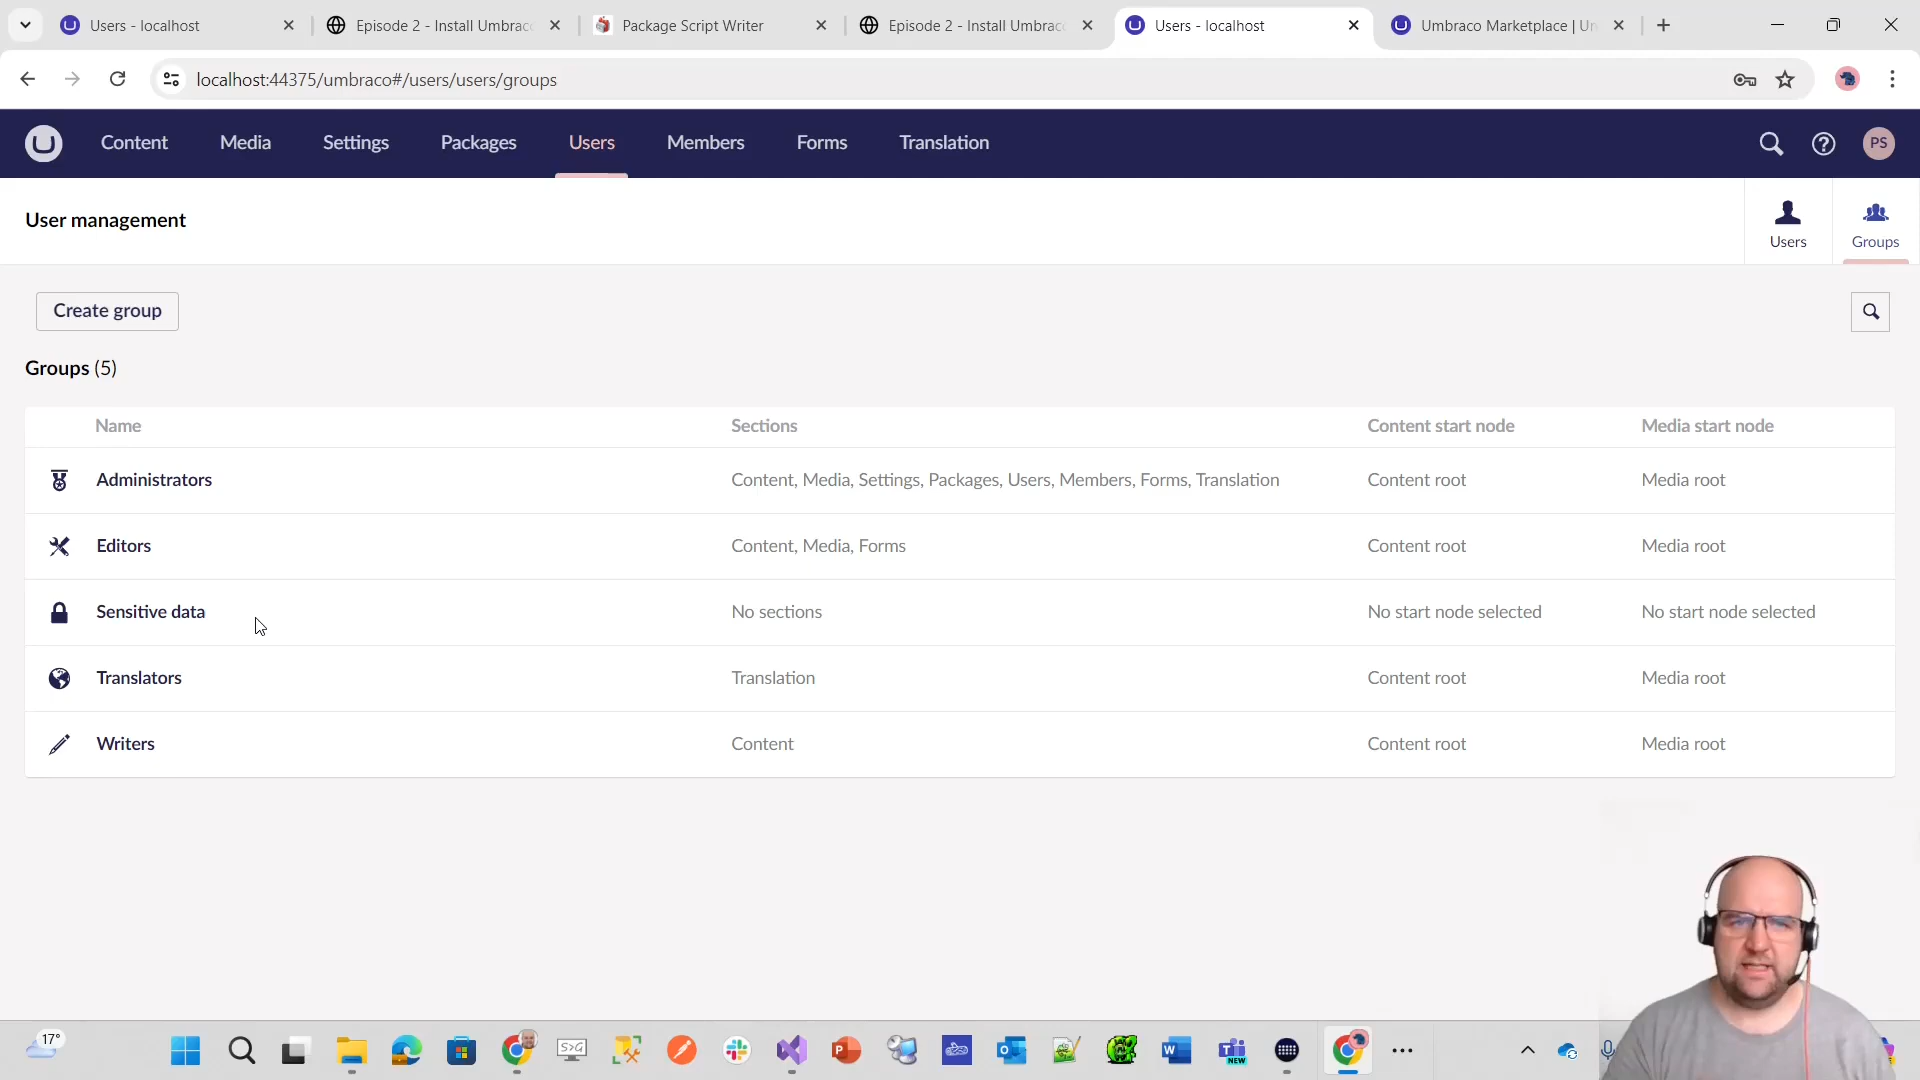 Users - localhost
Episode 2 - Install Umbrac
Package Script Writer
Episode 2 - Install Umbrac
Users - localhost
Umbraco Marketplace | Un
localhost:44375/umbraco#/users/users/groups
Content
Media
Settings
Packages
Users
Members
Forms
Translation
PS
User management
Users
Groups
Create group
Groups (5)
Name
Sections
Content start node
Media start node
Administrators
Content, Media, Settings, Packages, Users, Members, Forms, Translation
Content root
Media root
Editors
Content, Media, Forms
Content root
Media root
Sensitive data
No sections
No start node selected
No start node selected
Translators
Translation
Content root
Media root
Writers
Content
Content root
Media root
17°
S>G
NEW